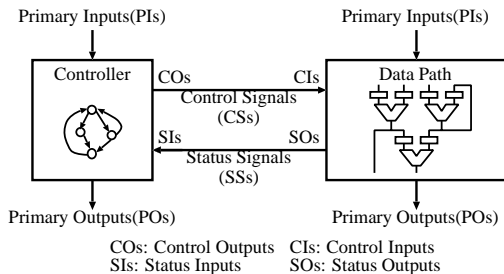 Primary Inputs(PIs)
Primary Inputs(PIs)
Controller
COs
CIs
Data Path
Control Signals
(CSs)
SIs
SOs
Status Signals
(SSs)
Primary Outputs(POs)
Primary Outputs(POs)
COs: Control Outputs
CIs: Control Inputs
SIs: Status Inputs
SOs: Status Outputs